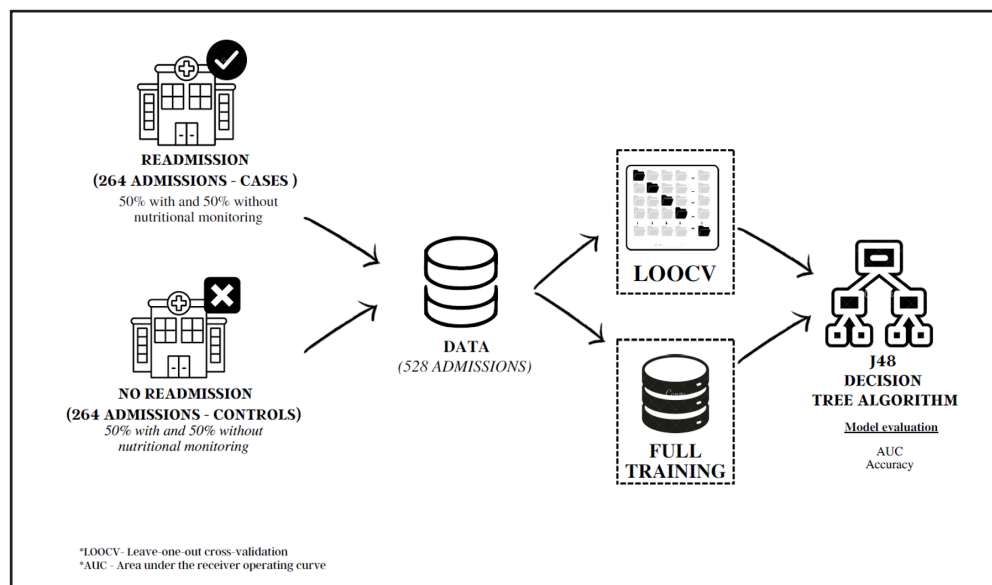 READMISSION
(264 ADMISSIONS - CASES )
50% with and 50% without
nutritional monitoring
NO READMISSION
(264 ADMISSIONS - CONTROLS)
50% with and 50% without
nutritional monitoring
DATA
(528 ADMISSIONS)
LOOCV
FULL
TRAINING
J48
DECISION
TREE ALGORITHM
Model evaluation
AUC
Accuracy
*LOOCV- Leave-one-out cross-validation
*AUC - Area under the receiver operating curve